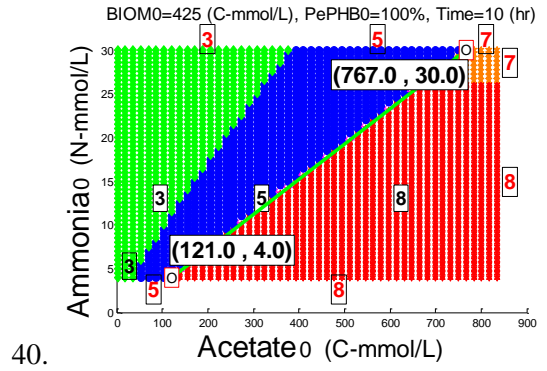 BIOM0=425 (C-mmol/L), PePHB0=100%, Time=10 (hr)
3 5 7
30 O
(767.0 , 30.0) 7
25
20
15
3 5 8 8
10
(121.0 , 4.0)
5 3
O
5 8
0
0 100 200 300 400 500 600 700 800 900
Ammonia0 (N-mmol/L)
Acetate0 (C-mmol/L)
40.